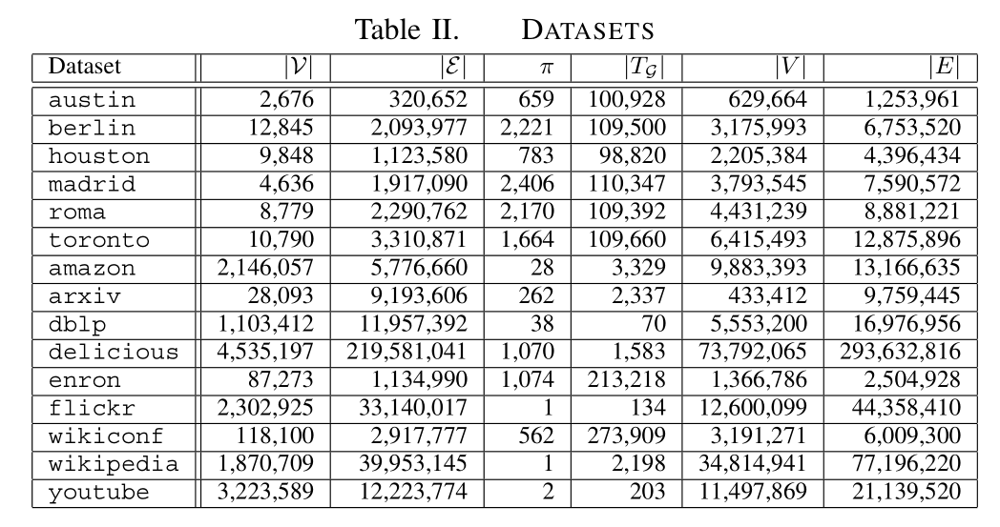 Table II. DATASETS
Dataset |𝒱| |ℰ| π |T𝒢| |V| |E|
austin 2,676 320,652 659 100,928 629,664 1,253,961
berlin 12,845 2,093,977 2,221 109,500 3,175,993 6,753,520
houston 9,848 1,123,580 783 98,820 2,205,384 4,396,434
madrid 4,636 1,917,090 2,406 110,347 3,793,545 7,590,572
roma 8,779 2,290,762 2,170 109,392 4,431,239 8,881,221
toronto 10,790 3,310,871 1,664 109,660 6,415,493 12,875,896
amazon 2,146,057 5,776,660 28 3,329 9,883,393 13,166,635
arxiv 28,093 9,193,606 262 2,337 433,412 9,759,445
dblp 1,103,412 11,957,392 38 70 5,553,200 16,976,956
delicious 4,535,197 219,581,041 1,070 1,583 73,792,065 293,632,816
enron 87,273 1,134,990 1,074 213,218 1,366,786 2,504,928
flickr 2,302,925 33,140,017 1 134 12,600,099 44,358,410
wikiconf 118,100 2,917,777 562 273,909 3,191,271 6,009,300
wikipedia 1,870,709 39,953,145 1 2,198 34,814,941 77,196,220
youtube 3,223,589 12,223,774 2 203 11,497,869 21,139,520